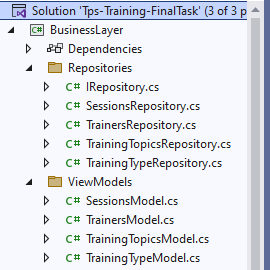 Solution 'Tps-Training-FinalTask' (3 of 3 p
BusinessLayer
Dependencies
Repositories
C# IRepository.cs
C# SessionsRepository.cs
C# TrainersRepository.cs
C# TrainingTopicsRepository.cs
C# TrainingTypeRepository.cs
ViewModels
C# SessionsModel.cs
C# TrainersModel.cs
C# TrainingTopicsModel.cs
C# TrainingTypeModel.cs